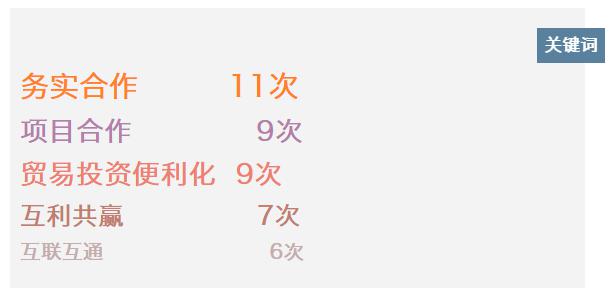 关键词
务实合作 11次
项目合作 9次
贸易投资便利化 9次
互利共赢 7次
互联互通 6次